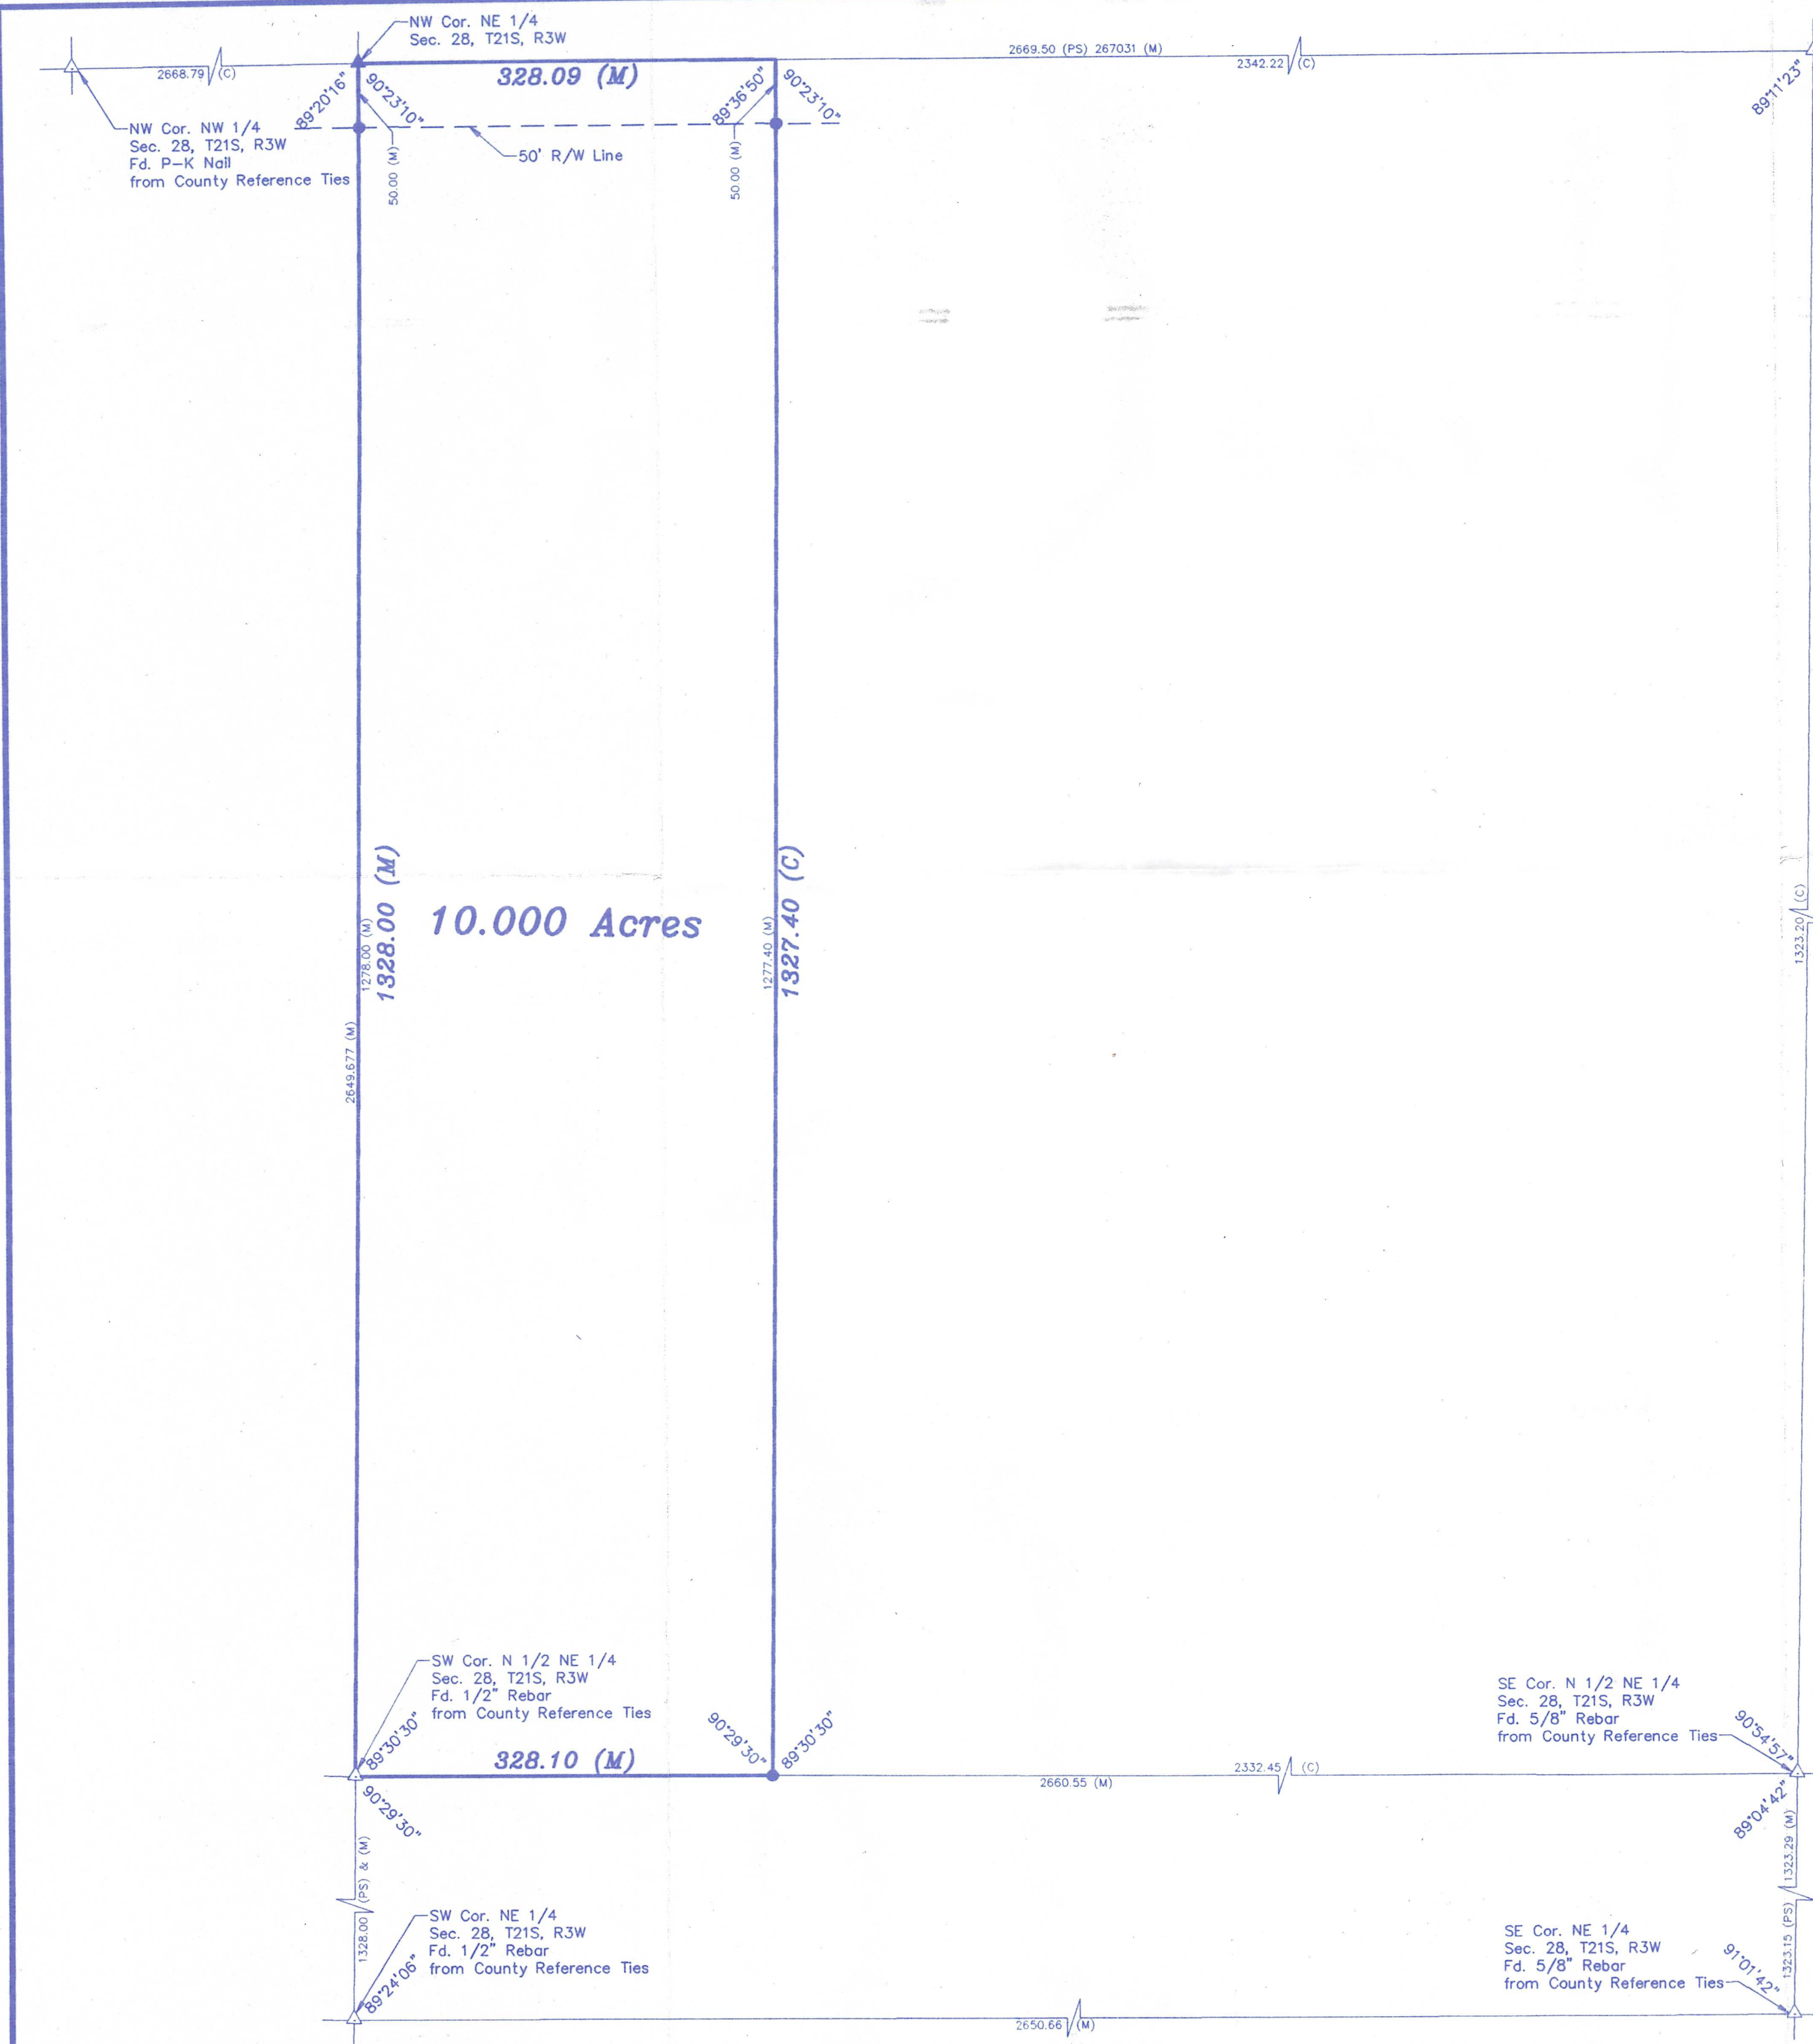 NW Cor. NE 1/4
Sec. 28, T21S, R3W
2668.79 (C)
328.09 (M)
2669.50 (PS) 267031 (M)
2342.22 (C)
89°11'23"
89°20'16"
90°23'10"
89°36'50"
90°23'10"
NW Cor. NW 1/4
Sec. 28, T21S, R3W
Fd. P-K Nail
from County Reference Ties
50' R/W Line
50.00 (M)
50.00 (M)
1278.00 (M)
1328.00 (M)
10.000 Acres
1277.40 (M)
1327.40 (C)
1323.20 (C)
2649.677 (M)
SW Cor. N 1/2 NE 1/4
Sec. 28, T21S, R3W
Fd. 1/2" Rebar
from County Reference Ties
SE Cor. N 1/2 NE 1/4
Sec. 28, T21S, R3W
Fd. 5/8" Rebar
from County Reference Ties
89°30'30"
328.10 (M)
90°29'30"
89°30'30"
90°54'57"
2332.45 (C)
2660.55 (M)
90°29'30"
89°04'42"
1328.00 (PS) & (M)
1323.15 (PS) 1323.29 (M)
SW Cor. NE 1/4
Sec. 28, T21S, R3W
Fd. 1/2" Rebar
from County Reference Ties
SE Cor. NE 1/4
Sec. 28, T21S, R3W
Fd. 5/8" Rebar
from County Reference Ties
89°24'06"
91°01'42"
2650.66 (M)